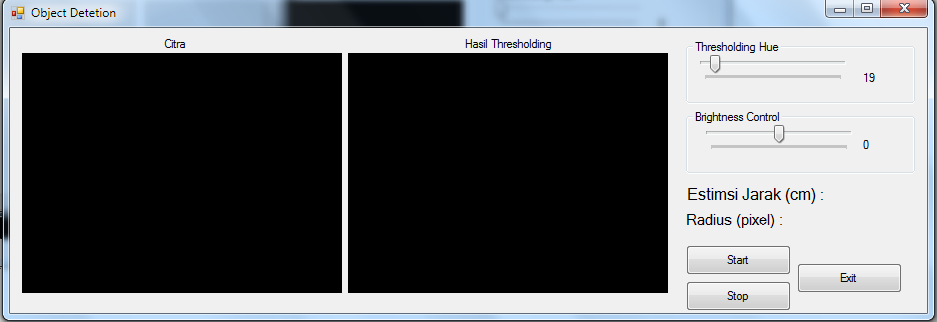 Object Detetion
Citra
Hasil Thresholding
Thresholding Hue
19
Brightness Control
0
Estimsi Jarak (cm) :
Radius (pixel) :
Start
Exit
Stop